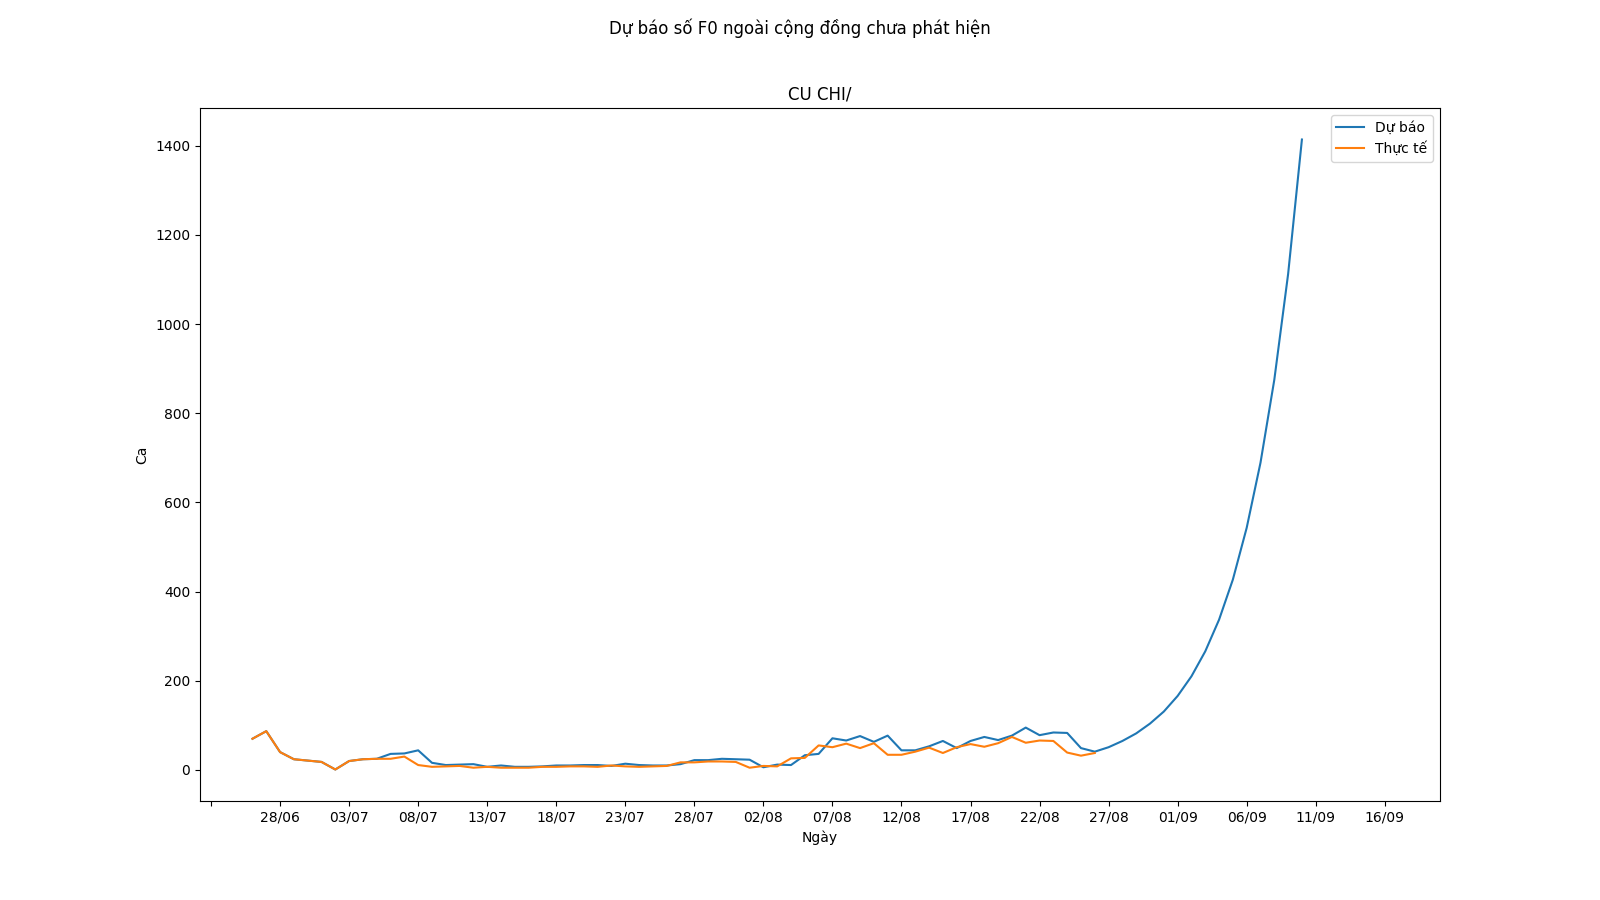 Dự báo số F0 ngoài cộng đồng chưa phát hiện
CU CHI/
Dự báo
Thực tế
1400
1200
1000
800
600
400
200
0
Ca
28/06 03/07 08/07 13/07 18/07 23/07 28/07 02/08 07/08 12/08 17/08 22/08 27/08 01/09 06/09 11/09 16/09
Ngày